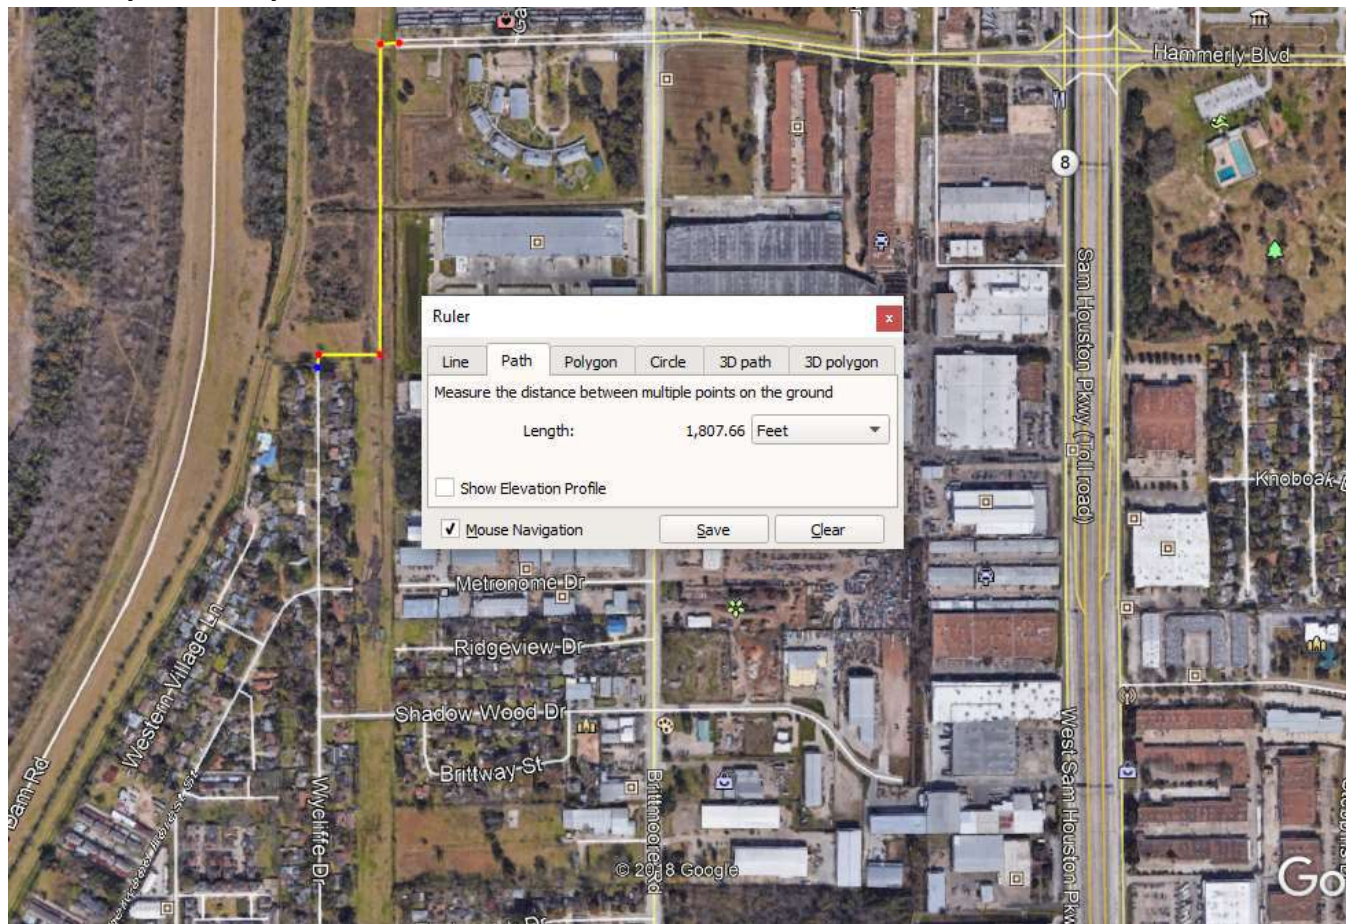 Hammerly Blvd
8
Sam Houston Pkwy (Toll road)
Ruler
x
Line
Path
Polygon
Circle
3D path
3D polygon
Measure the distance between multiple points on the ground
Length:
1,807.66
Feet
Show Elevation Profile
Mouse Navigation
Save
Clear
Metronome Dr
Ridgeview Dr
Western Village Ln
Shadow Wood Dr
Brittway St
Dam Rd
Wycliffe Dr
Brittmoore Rd
West Sam Houston Pkwy
© 2018 Google
Go